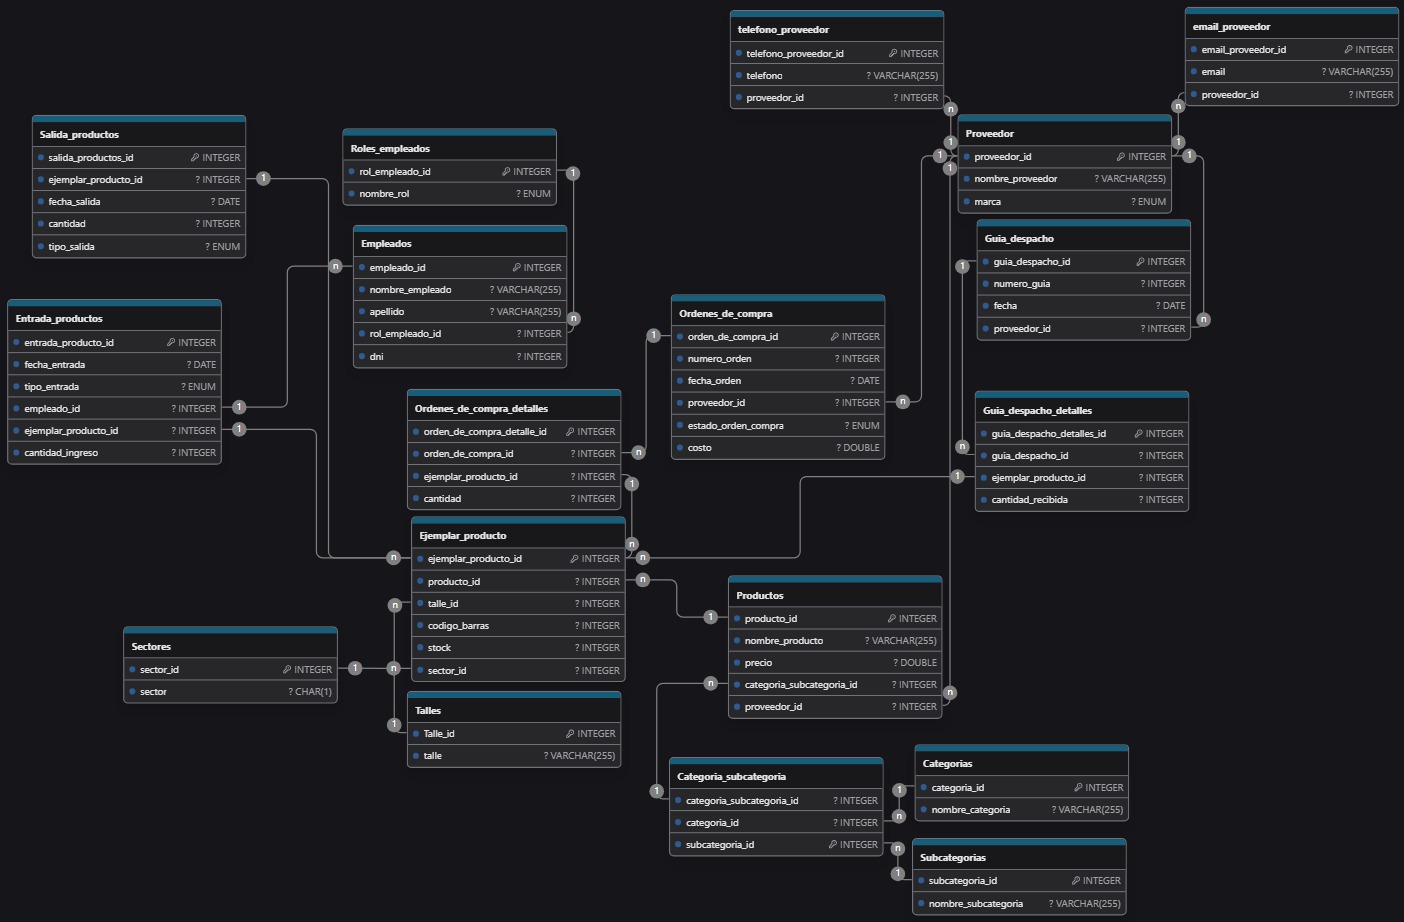 telefono_proveedor
telefono_proveedor_id INTEGER
telefono ? VARCHAR(255)
proveedor_id ? INTEGER
email_proveedor
email_proveedor_id INTEGER
email ? VARCHAR(255)
proveedor_id ? INTEGER
Proveedor
proveedor_id INTEGER
nombre_proveedor ? VARCHAR(255)
marca ? ENUM
Salida_productos
salida_productos_id INTEGER
ejemplar_producto_id ? INTEGER
fecha_salida ? DATE
cantidad ? INTEGER
tipo_salida ? ENUM
Roles_empleados
rol_empleado_id INTEGER
nombre_rol ? ENUM
Empleados
empleado_id INTEGER
nombre_empleado ? VARCHAR(255)
apellido ? VARCHAR(255)
rol_empleado_id ? INTEGER
dni ? INTEGER
Guia_despacho
guia_despacho_id INTEGER
numero_guia ? INTEGER
fecha ? DATE
proveedor_id ? INTEGER
Entrada_productos
entrada_producto_id INTEGER
fecha_entrada ? DATE
tipo_entrada ? ENUM
empleado_id ? INTEGER
ejemplar_producto_id ? INTEGER
cantidad_ingreso ? INTEGER
Ordenes_de_compra
orden_de_compra_id INTEGER
numero_orden ? INTEGER
fecha_orden ? DATE
proveedor_id ? INTEGER
estado_orden_compra ? ENUM
costo ? DOUBLE
Ordenes_de_compra_detalles
orden_de_compra_detalle_id INTEGER
orden_de_compra_id ? INTEGER
ejemplar_producto_id ? INTEGER
cantidad ? INTEGER
Guia_despacho_detalles
guia_despacho_detalles_id INTEGER
guia_despacho_id ? INTEGER
ejemplar_producto_id ? INTEGER
cantidad_recibida ? INTEGER
Ejemplar_producto
ejemplar_producto_id INTEGER
producto_id ? INTEGER
talle_id ? INTEGER
codigo_barras ? INTEGER
stock ? INTEGER
sector_id ? INTEGER
Productos
producto_id INTEGER
nombre_producto ? VARCHAR(255)
precio ? DOUBLE
categoria_subcategoria_id ? INTEGER
proveedor_id ? INTEGER
Sectores
sector_id INTEGER
sector ? CHAR(1)
Talles
Talle_id INTEGER
talle ? VARCHAR(255)
Categoria_subcategoria
categoria_subcategoria_id ? INTEGER
categoria_id ? INTEGER
subcategoria_id INTEGER
Categorias
categoria_id INTEGER
nombre_categoria ? VARCHAR(255)
Subcategorias
subcategoria_id INTEGER
nombre_subcategoria ? VARCHAR(255)